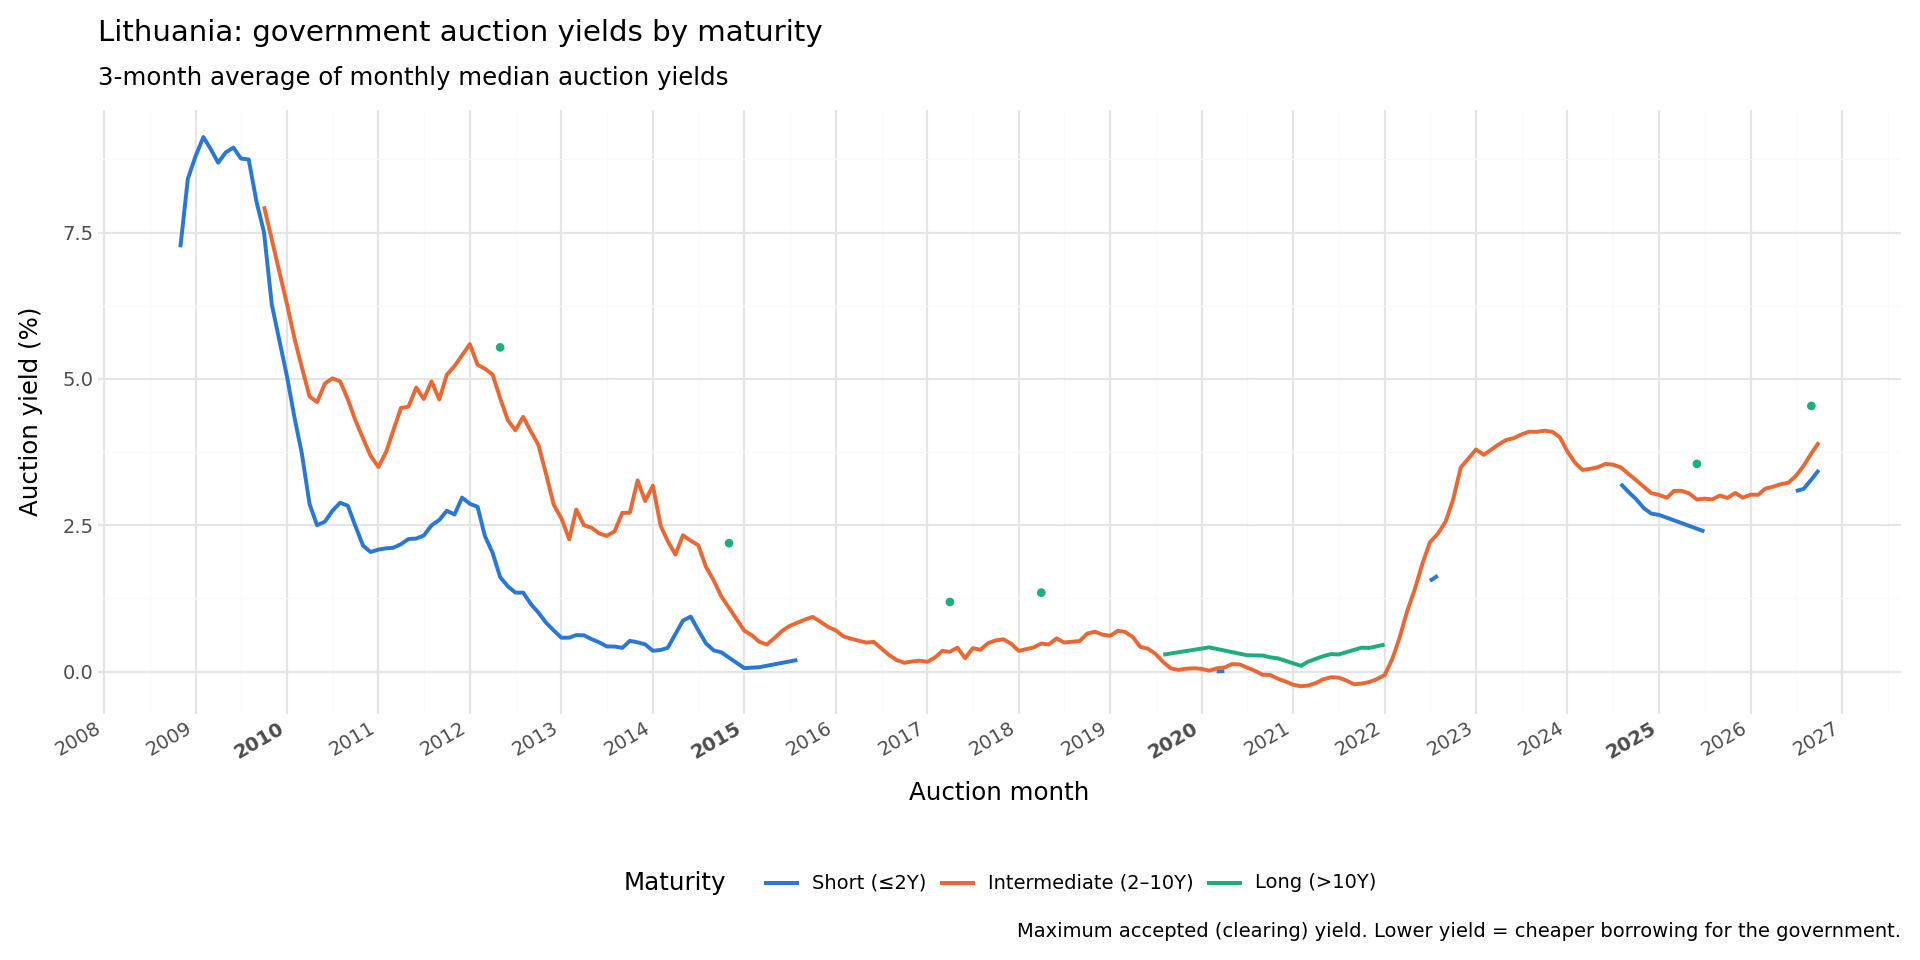 Lithuania: government auction yields by maturity
3-month average of monthly median auction yields
Auction yield (%)
7.5
5.0
2.5
0.0
2008 2009 2010 2011 2012 2013 2014 2015 2016 2017 2018 2019 2020 2021 2022 2023 2024 2025 2026 2027
Auction month
Maturity Short (≤2Y) Intermediate (2–10Y) Long (>10Y)
Maximum accepted (clearing) yield. Lower yield = cheaper borrowing for the government.